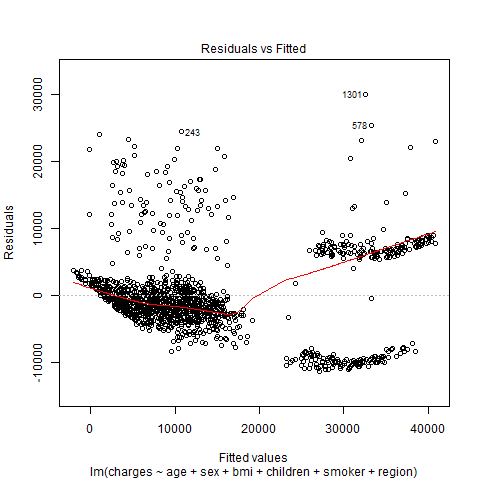 Residuals vs Fitted
Residuals
30000
20000
10000
0
-10000
1301
578
243
0 10000 20000 30000 40000
Fitted values
lm(charges ~ age + sex + bmi + children + smoker + region)